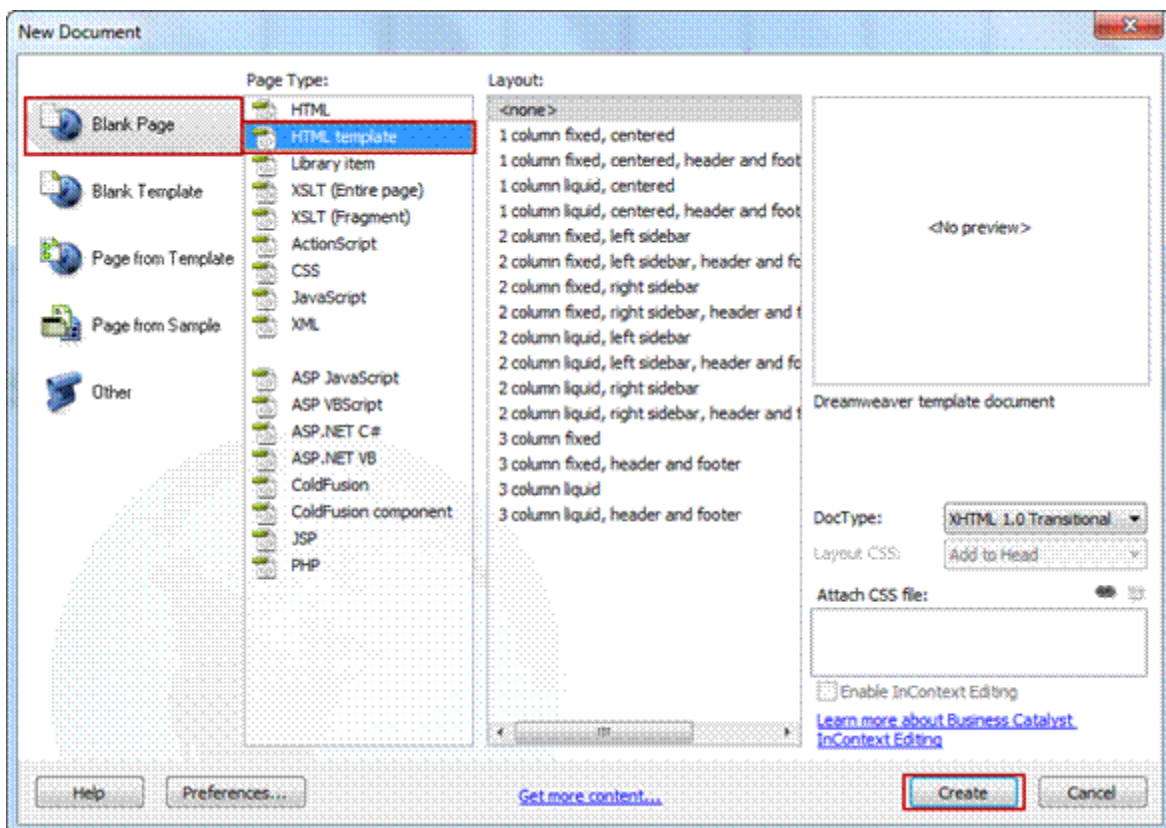 New Document
Page Type:
Layout:
Blank Page
Blank Template
Page from Template
Page from Sample
Other
HTML
HTML template
Library item
XSLT (Entire page)
XSLT (Fragment)
ActionScript
CSS
JavaScript
XML
ASP JavaScript
ASP VBScript
ASP.NET C#
ASP.NET VB
ColdFusion
ColdFusion component
JSP
PHP
<none>
1 column fixed, centered
1 column fixed, centered, header and foot
1 column liquid, centered
1 column liquid, centered, header and foot
2 column fixed, left sidebar
2 column fixed, left sidebar, header and fo
2 column fixed, right sidebar
2 column fixed, right sidebar, header and f
2 column liquid, left sidebar
2 column liquid, left sidebar, header and fo
2 column liquid, right sidebar
2 column liquid, right sidebar, header and f
3 column fixed
3 column fixed, header and footer
3 column liquid
3 column liquid, header and footer
<No preview>
Dreamweaver template document
DocType: XHTML 1.0 Transitional
Layout CSS: Add to Head
Attach CSS file:
Enable InContext Editing
Learn more about Business Catalyst
InContext Editing
Help Preferences... Get more content... Create Cancel